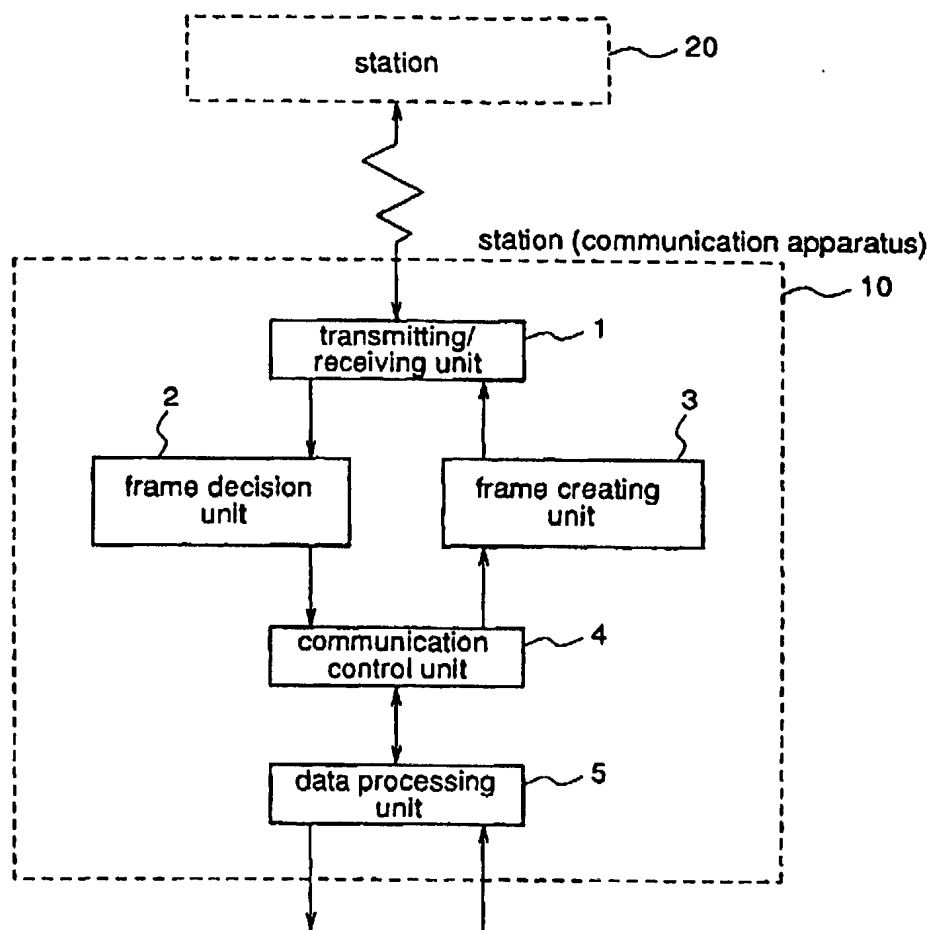 station
20
station (communication apparatus)
10
transmitting/
receiving unit
1
2
3
frame decision
unit
frame creating
unit
communication
control unit
4
data processing
unit
5